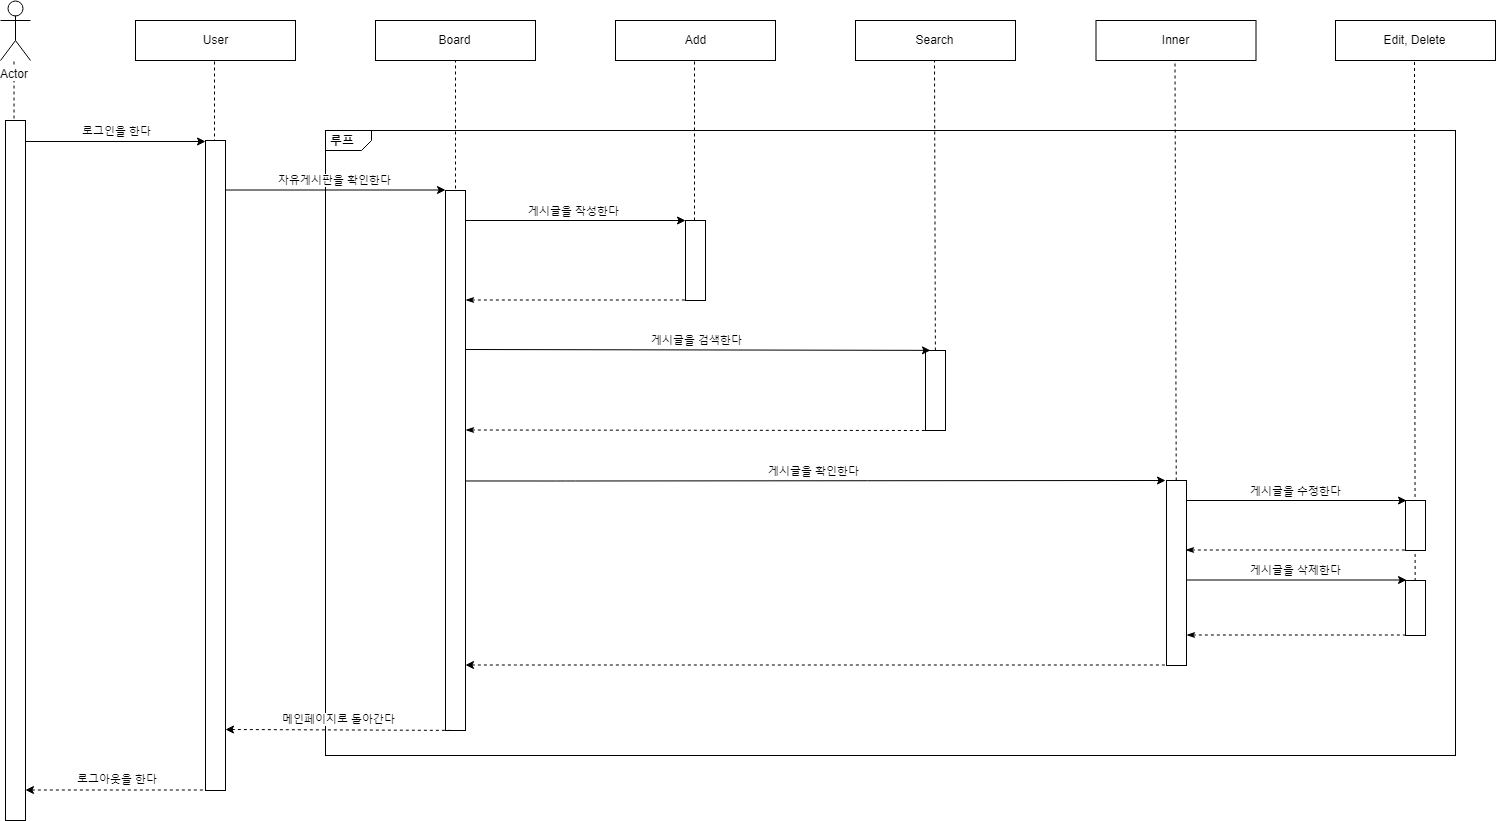 User
Board
Add
Search
Inner
Edit, Delete
Actor
로그인을 한다
루프
자유게시판을 확인한다
게시글을 작성한다
게시글을 검색한다
게시글을 확인한다
게시글을 수정한다
게시글을 삭제한다
메인페이지로 돌아간다
로그아웃을 한다